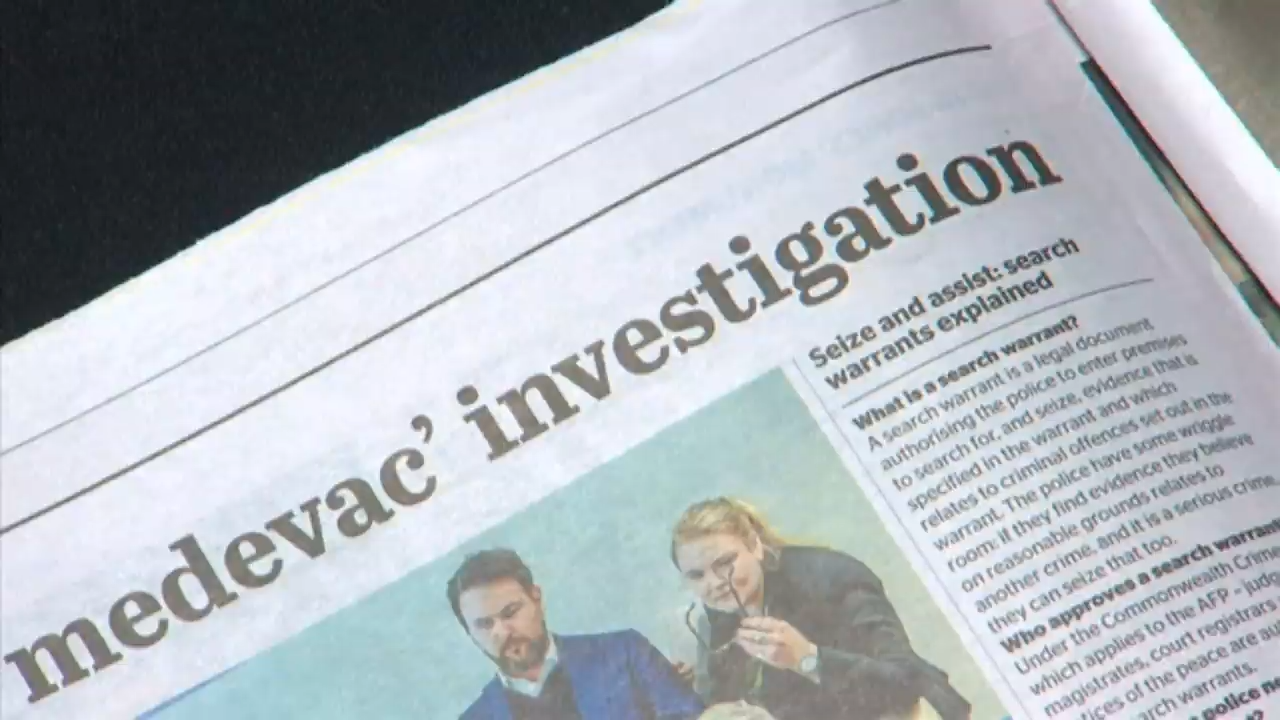 medevac’ investigation
Seize and assist: search
warrants explained
What is a search warrant?
A search warrant is a legal document
authorising the police to enter premises
to search for, and seize, evidence that is
specified in the warrant and which
relates to criminal offences set out in the
warrant. The police have some wriggle
room: if they find evidence they believe
on reasonable grounds relates to
another crime, and it is a serious crime,
they can seize that too.
Who approves a search warrant
Under the Commonwealth Crime
which applies to the AFP – judg
magistrates, court registrars
tices of the peace are au
rch warrants.
police ne